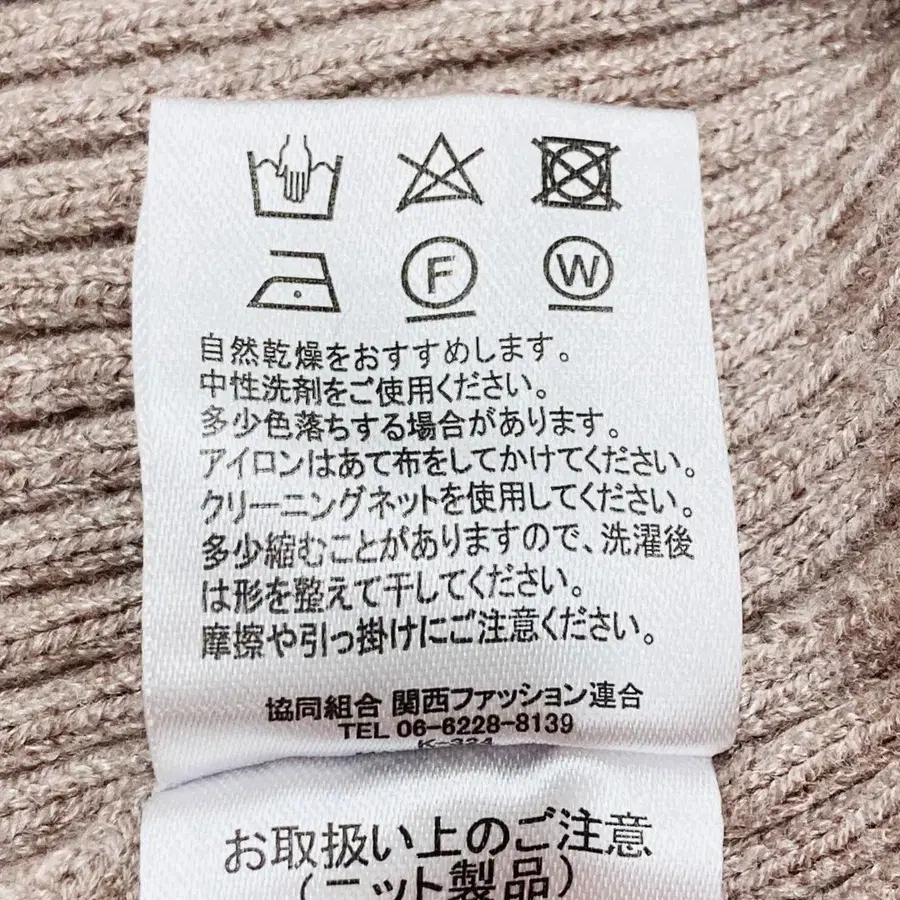 F W
自然乾燥をおすすめします。
中性洗剤をご使用ください。
多少色落ちする場合があります。
アイロンはあて布をしてかけてください。
クリーニングネットを使用してください。
多少縮むことがありますので、洗濯後
は形を整えて干してください。
摩擦や引っ掛けにご注意ください。
協同組合 関西ファッション連合
TEL 06-6228-8139
お取扱い上のご注意
(ニット製品)